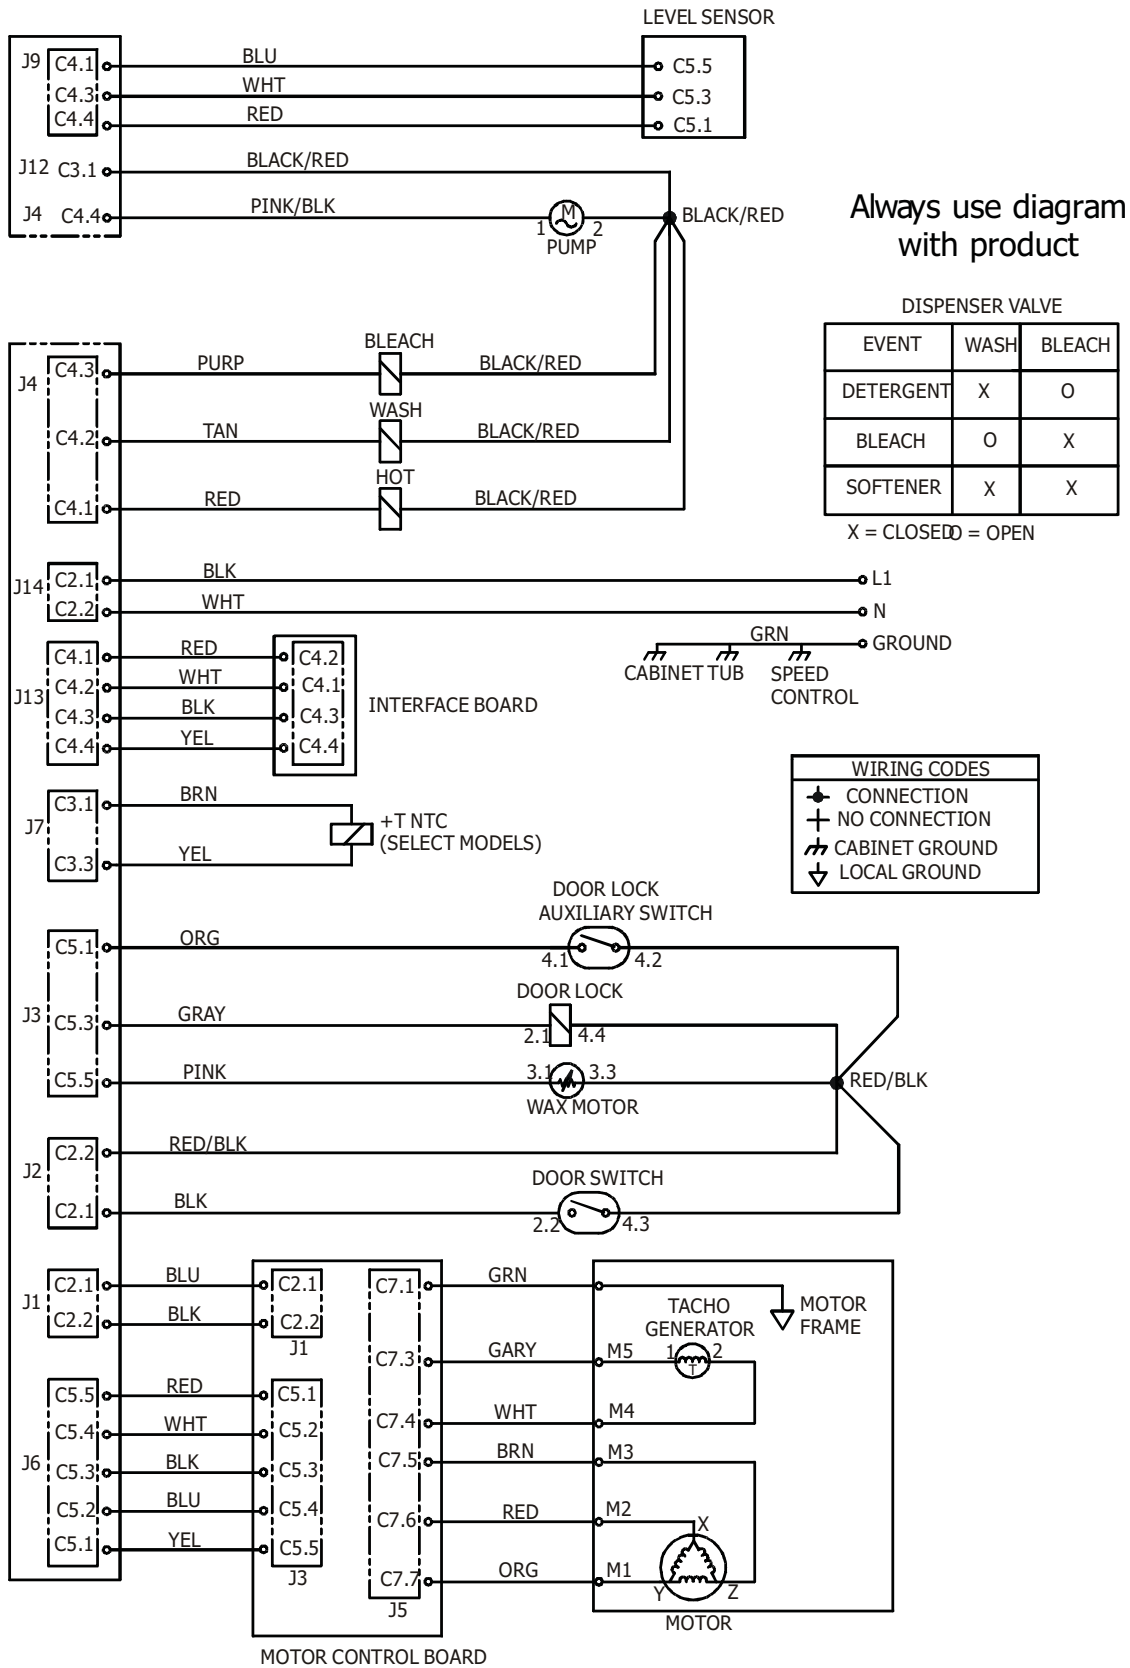 LEVEL SENSOR
J9 C4.1 BLU C5.5
C4.3 WHT C5.3
C4.4 RED C5.1
J12 C3.1 BLACK/RED
J4 C4.4 PINK/BLK 1 M 2 BLACK/RED
PUMP
Always use diagram
with product
DISPENSER VALVE
EVENT WASH BLEACH
DETERGENT X O
BLEACH O X
SOFTENER X X
X = CLOSED O = OPEN
BLEACH
J4 C4.3 PURP BLACK/RED
WASH
C4.2 TAN BLACK/RED
HOT
C4.1 RED BLACK/RED
J14 C2.1 BLK L1
C2.2 WHT N
GRN GROUND
CABINET TUB SPEED
CONTROL
J13 C4.1 RED C4.2
C4.2 WHT C4.1
C4.3 BLK C4.3
C4.4 YEL C4.4
INTERFACE BOARD
WIRING CODES
CONNECTION
NO CONNECTION
CABINET GROUND
LOCAL GROUND
J7 C3.1 BRN
+T NTC
(SELECT MODELS)
C3.3 YEL
DOOR LOCK
AUXILIARY SWITCH
J3 C5.1 ORG 4.1 4.2
DOOR LOCK
C5.3 GRAY 2.1 4.4
C5.5 PINK 3.1 3.3 RED/BLK
WAX MOTOR
J2 C2.2 RED/BLK
DOOR SWITCH
C2.1 BLK 2.2 4.3
J1 C2.1 BLU C2.1
C2.2 BLK C2.2
J1
J6 C5.5 RED C5.1
C5.4 WHT C5.2
C5.3 BLK C5.3
C5.2 BLU C5.4
C5.1 YEL C5.5
J3
C7.1 GRN MOTOR
FRAME
TACHO
GENERATOR
C7.3 GARY M5 1 T 2
C7.4 WHT M4
C7.5 BRN M3
C7.6 RED M2 X
C7.7 ORG M1 Y Z
J5
MOTOR
MOTOR CONTROL BOARD